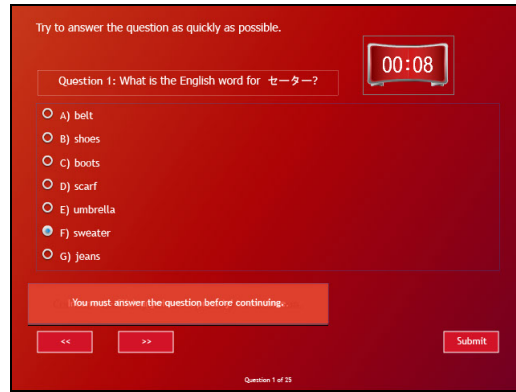 Try to answer the question as quickly as possible.
00:08
Question 1: What is the English word for セーター?
A) belt
B) shoes
C) boots
D) scarf
E) umbrella
F) sweater
G) jeans
You must answer the question before continuing.
<< >> Submit
Question 1 of 25